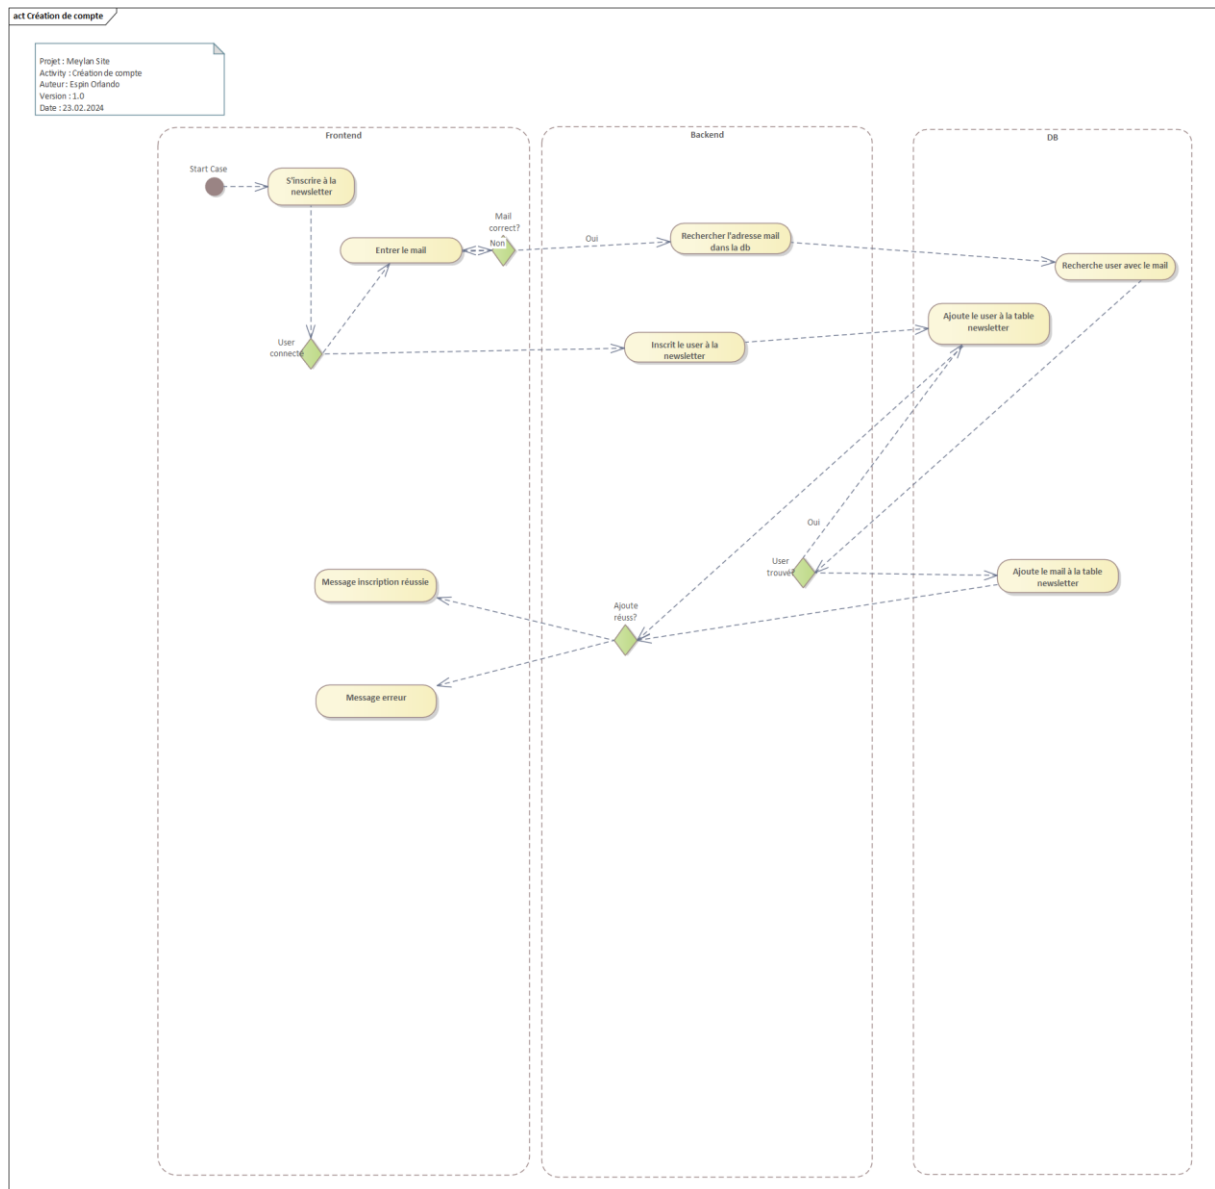 act Création de compte
Projet : Meylan Site
Activity : Création de compte
Auteur : Espin Orlando
Version : 1.0
Date : 23.02.2024
Frontend
Backend
DB
Start Case
S'inscrire à la
newsletter
Mail
correct?
Non
Entrer le mail
Oui
Rechercher l'adresse mail
dans la db
Recherche user avec le mail
User
connecté
Inscrit le user à la
newsletter
Ajoute le user à la table
newsletter
Oui
User
trouvé?
Ajoute le mail à la table
newsletter
Message inscription réussie
Ajoute
réuss?
Message erreur